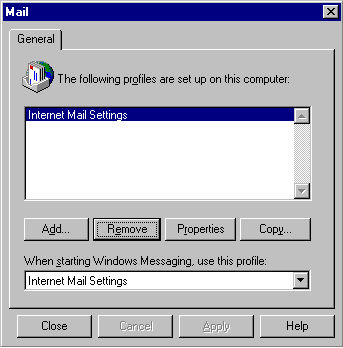 Mail
General
The following profiles are set up on this computer:
Internet Mail Settings
Add... Remove Properties Copy...
When starting Windows Messaging, use this profile:
Internet Mail Settings
Close Cancel Apply Help